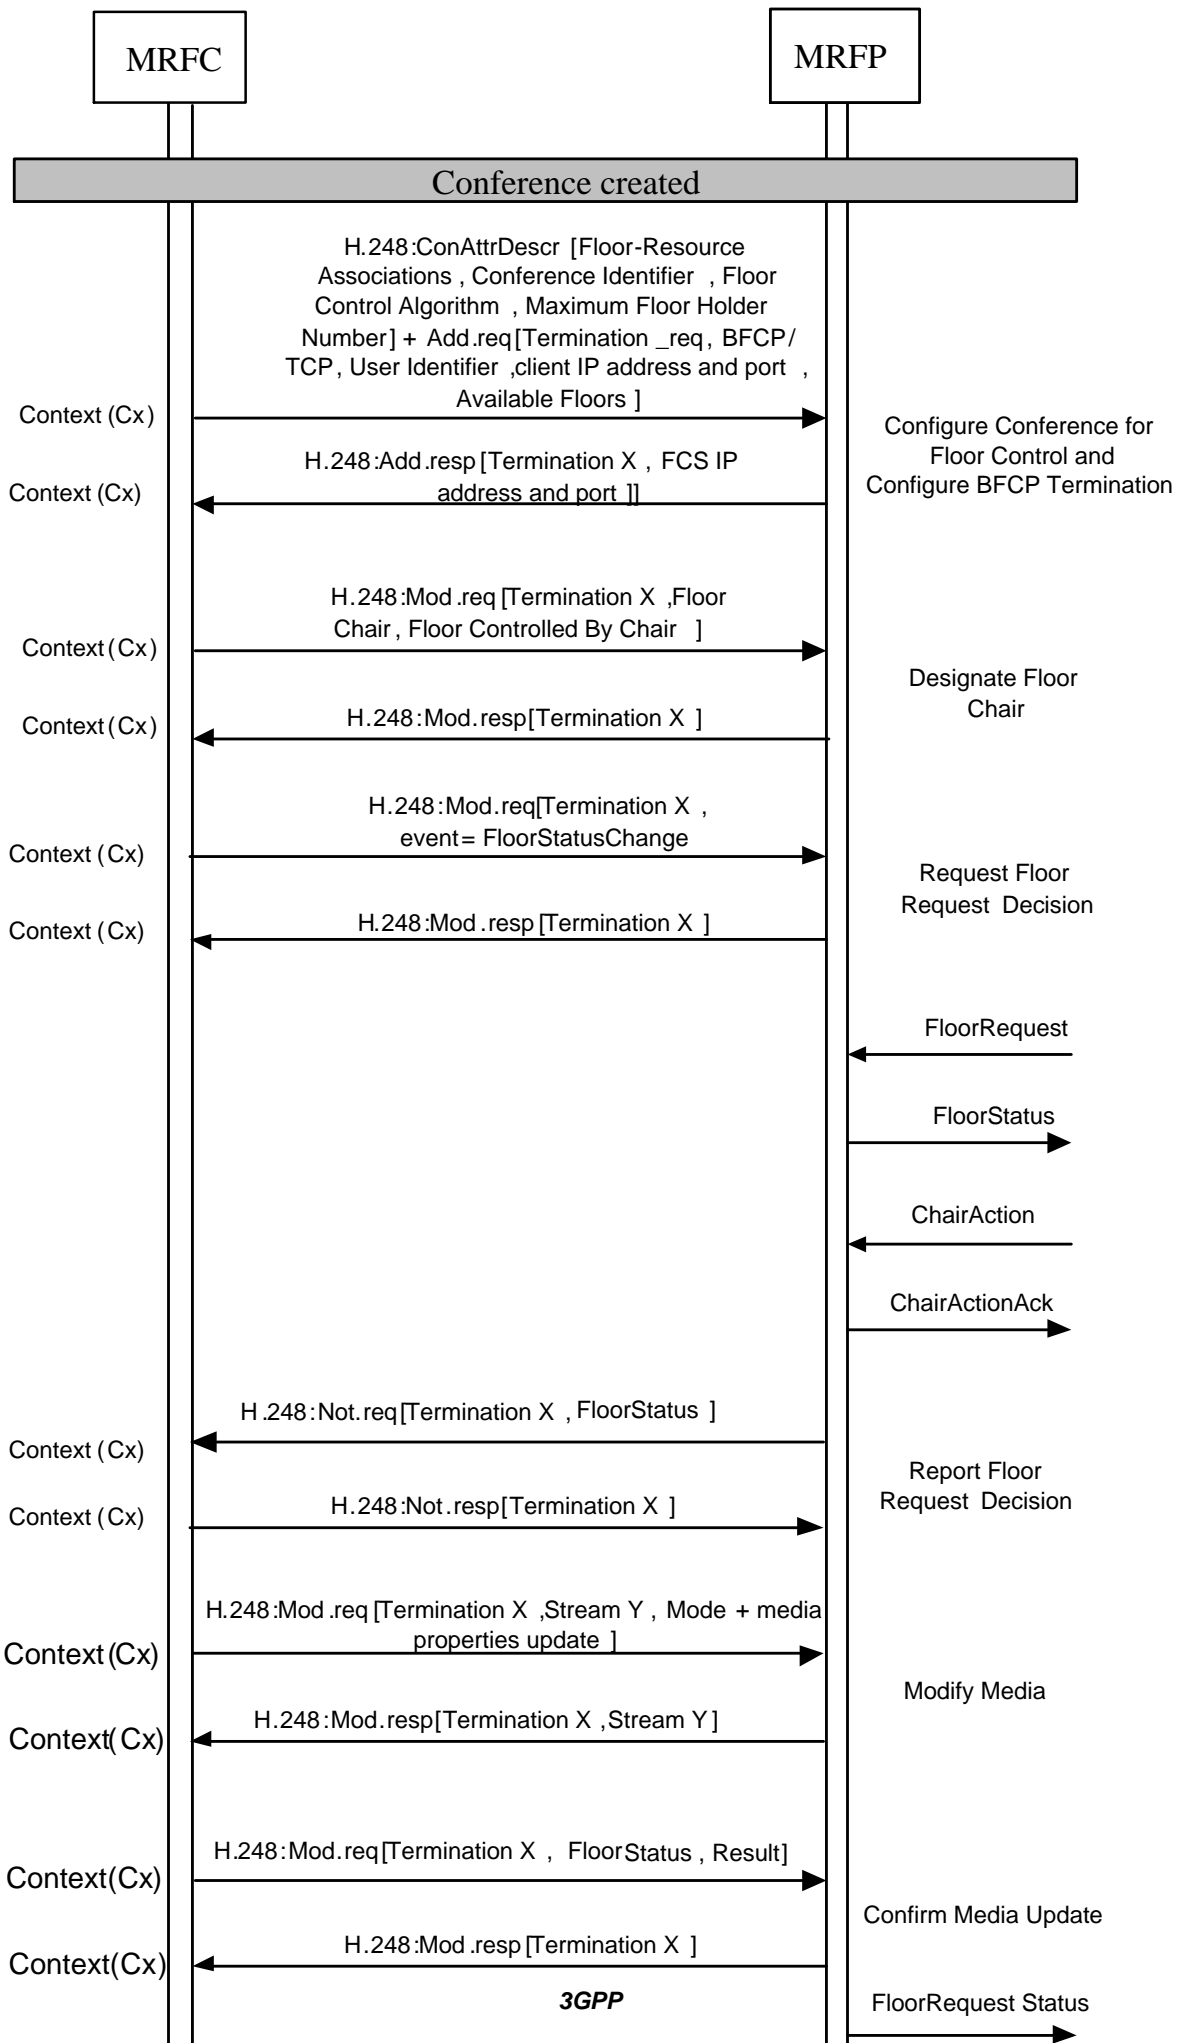 MRFC
MRFP
Conference created
H.248:ConAttrDescr [Floor-Resource
Associations , Conference Identifier , Floor
Control Algorithm , Maximum Floor Holder
Number] + Add.req[Termination _req, BFCP/
TCP, User Identifier ,client IP address and port ,
Available Floors ]
Context (Cx)
Configure Conference for
Floor Control and
Configure BFCP Termination
H.248:Add.resp[Termination X , FCS IP
address and port ]]
Context (Cx)
H.248:Mod.req [Termination X ,Floor
Chair, Floor Controlled By Chair ]
Context (Cx)
Designate Floor
Chair
H.248:Mod.resp[Termination X ]
Context (Cx)
H.248:Mod.req[Termination X ,
event= FloorStatusChange
Context (Cx)
Request Floor
Request Decision
H.248:Mod.resp [Termination X ]
Context (Cx)
FloorRequest
FloorStatus
ChairAction
ChairActionAck
H.248:Not.req[Termination X , FloorStatus ]
Context (Cx)
Report Floor
Request Decision
H.248:Not.resp[Termination X ]
Context (Cx)
H.248:Mod.req [Termination X ,Stream Y , Mode + media
properties update ]
Context (Cx)
Modify Media
H.248:Mod.resp[Termination X ,Stream Y]
Context(Cx)
H.248:Mod.req[Termination X , FloorStatus , Result]
Context(Cx)
Confirm Media Update
H.248:Mod.resp [Termination X ]
Context(Cx)
3GPP
FloorRequest Status